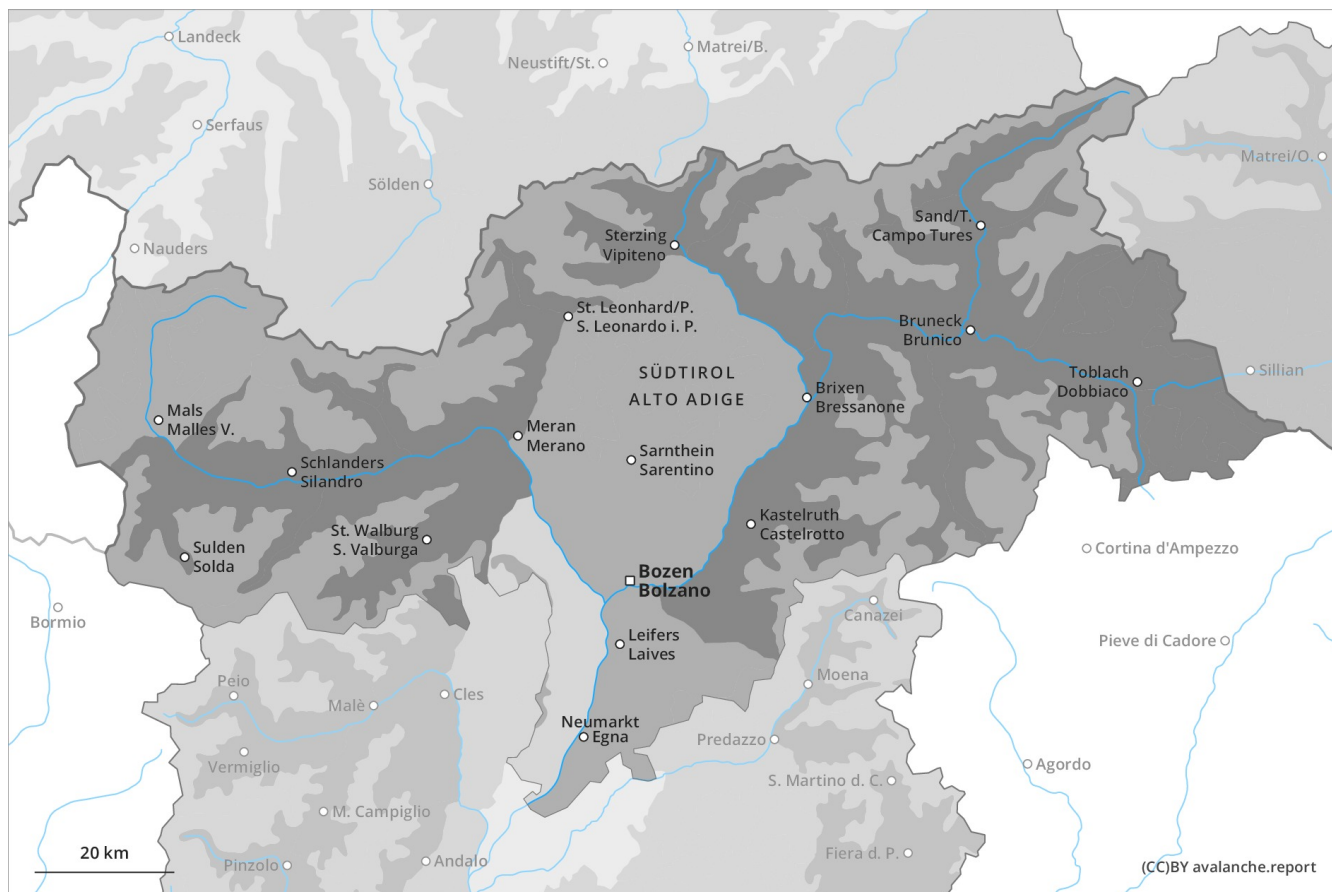 Landeck
Matrei/B.
Neustift/St.
Serfaus
Matrei/O.
Sölden
Sand/T.
Campo Tures
Sterzing
Vipiteno
Nauders
St. Leonhard/P.
S. Leonardo i. P.
Bruneck
Brunico
SÜDTIROL
ALTO ADIGE
Toblach
Dobbiaco
Sillian
Brixen
Bressanone
Mals
Malles V.
Meran
Merano
Sarnthein
Sarentino
Schlanders
Silandro
Kastelruth
Castelrotto
St. Walburg
S. Valburga
Sulden
Solda
Cortina d'Ampezzo
Bozen
Bolzano
Bormio
Canazei
Leifers
Laives
Pieve di Cadore
Peio
Malè
Cles
Moena
Neumarkt
Egna
Predazzo
Vermiglio
Agordo
S. Martino d. C.
M. Campiglio
20 km
Pinzolo
Andalo
Fiera d. P.
(CC)BY avalanche.report